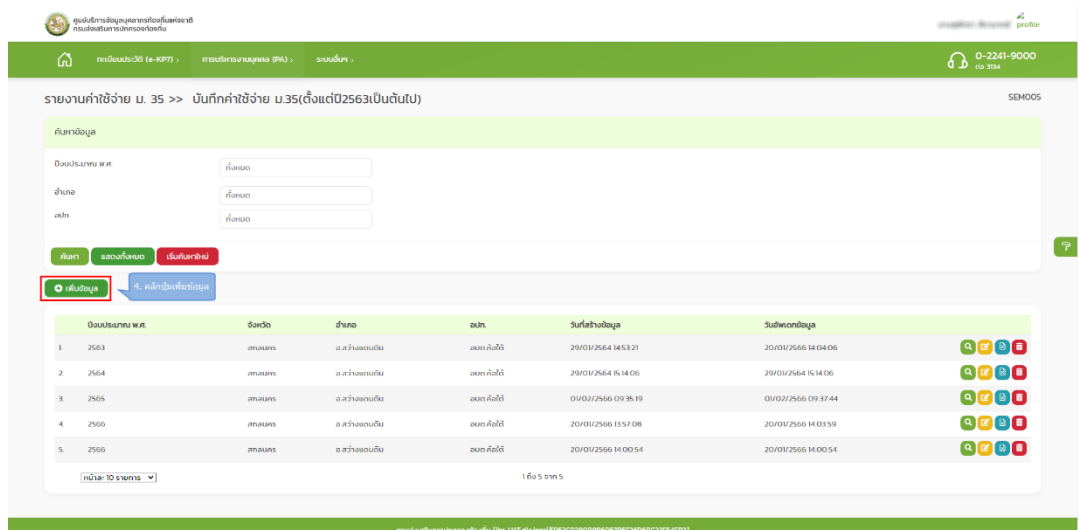 ศูนย์บริการข้อมูลบุคลากรท้องถิ่นแห่งชาติ
กรมส่งเสริมการปกครองท้องถิ่น
profile
ทะเบียนประวัติ (e-KP7) >
การบริหารงานบุคคล (PA) >
ระบบอื่นๆ >
0-2241-9000
ต่อ 3134
รายงานค่าใช้จ่าย ม. 35 >> บันทึกค่าใช้จ่าย ม.35(ตั้งแต่ปี2563เป็นต้นไป)
SEM005
ค้นหาข้อมูล
ปีงบประมาณ พ.ศ. ทั้งหมด
อำเภอ ทั้งหมด
อปท. ทั้งหมด
?
ค้นหา แสดงทั้งหมด เริ่มค้นหาใหม่
เพิ่มข้อมูล 4. คลิกปุ่มเพิ่มข้อมูล
ปีงบประมาณ พ.ศ. จังหวัด อำเภอ อปท. วันที่สร้างข้อมูล วันอัพเดทข้อมูล
1. 2563 สกลนคร อ.สว่างแดนดิน อบต.ค้อใต้ 29/01/2564 14:53:21 20/01/2566 14:04:06
2. 2564 สกลนคร อ.สว่างแดนดิน อบต.ค้อใต้ 29/01/2564 15:14:06 29/01/2564 15:14:06
3. 2565 สกลนคร อ.สว่างแดนดิน อบต.ค้อใต้ 01/02/2566 09:35:19 01/02/2566 09:37:44
4. 2566 สกลนคร อ.สว่างแดนดิน อบต.ค้อใต้ 20/01/2566 13:57:08 20/01/2566 14:03:59
5. 2566 สกลนคร อ.สว่างแดนดิน อบต.ค้อใต้ 20/01/2566 14:00:54 20/01/2566 14:00:54
หน้าละ 10 รายการ 1 ถึง 5 จาก 5